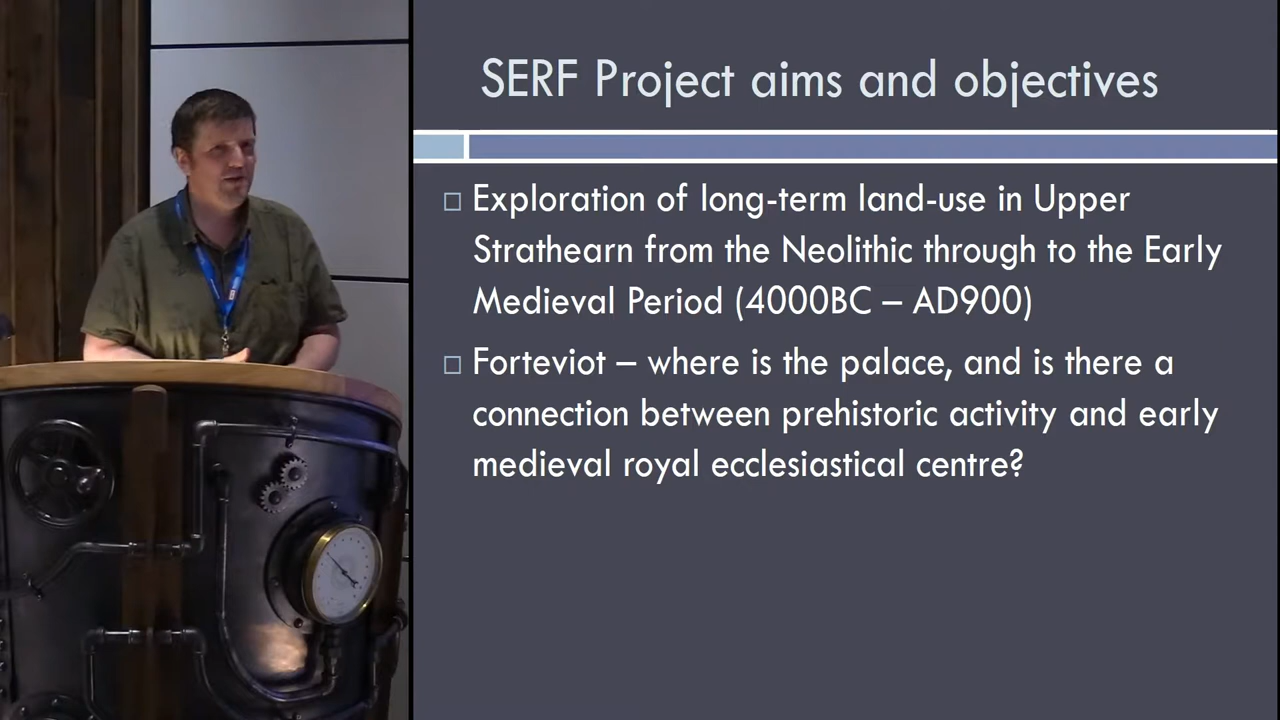 SERF Project aims and objectives
Exploration of long-term land-use in Upper
Strathearn from the Neolithic through to the Early
Medieval Period (4000BC – AD900)
Forteviot – where is the palace, and is there a
connection between prehistoric activity and early
medieval royal ecclesiastical centre?